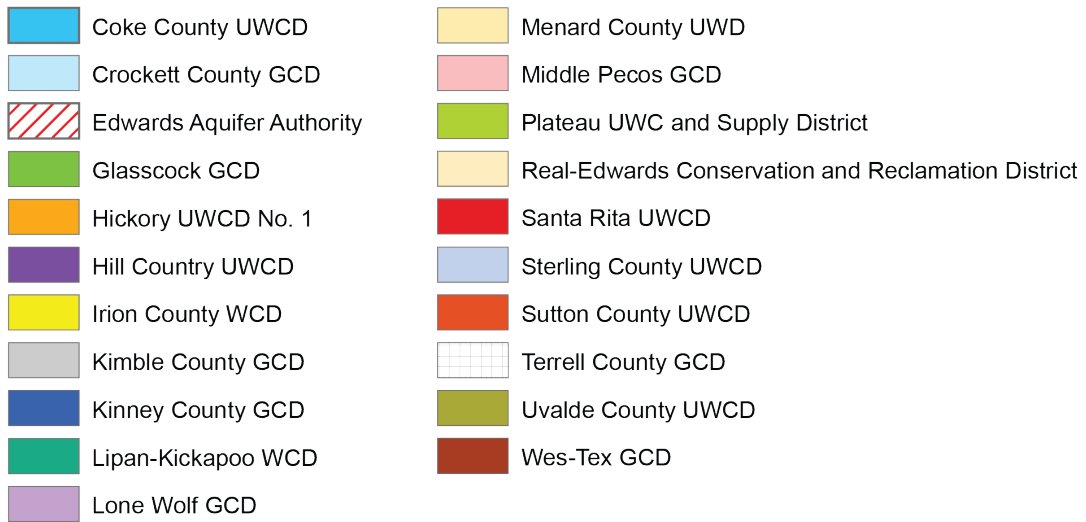 Coke County UWCD
Crockett County GCD
Edwards Aquifer Authority
Glasscock GCD
Hickory UWCD No. 1
Hill Country UWCD
Irion County WCD
Kimble County GCD
Kinney County GCD
Lipan-Kickapoo WCD
Lone Wolf GCD
Menard County UWD
Middle Pecos GCD
Plateau UWC and Supply District
Real-Edwards Conservation and Reclamation District
Santa Rita UWCD
Sterling County UWCD
Sutton County UWCD
Terrell County GCD
Uvalde County UWCD
Wes-Tex GCD